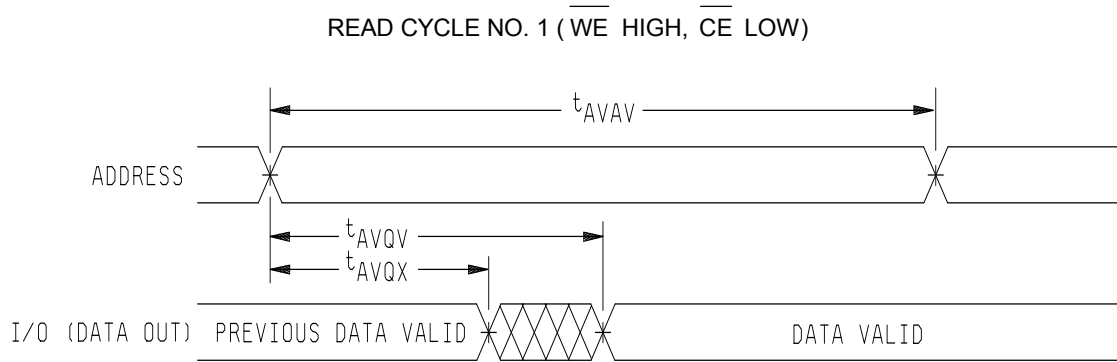 READ CYCLE NO. 1 ( WE HIGH, CE LOW)
tAVAV
ADDRESS
tAVQV
tAVQX
I/O (DATA OUT) PREVIOUS DATA VALID DATA VALID